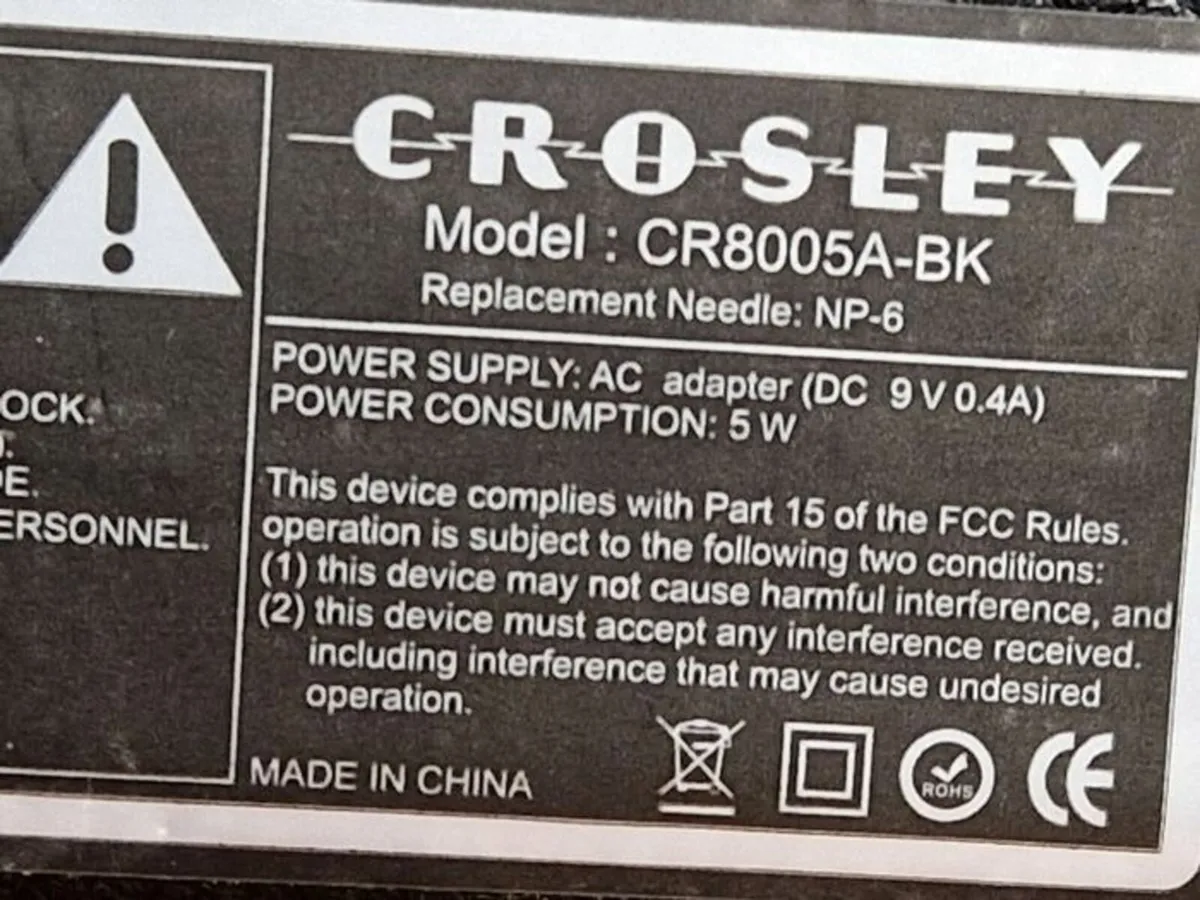 CROSLEY
Model : CR8005A-BK
Replacement Needle: NP-6
POWER SUPPLY: AC adapter (DC 9 V 0.4A)
POWER CONSUMPTION: 5 W
OCK.
E.
ERSONNEL.
This device complies with Part 15 of the FCC Rules.
operation is subject to the following two conditions:
(1) this device may not cause harmful interference, and
(2) this device must accept any interference received.
including interference that may cause undesired
operation.
MADE IN CHINA
ROHS
CE